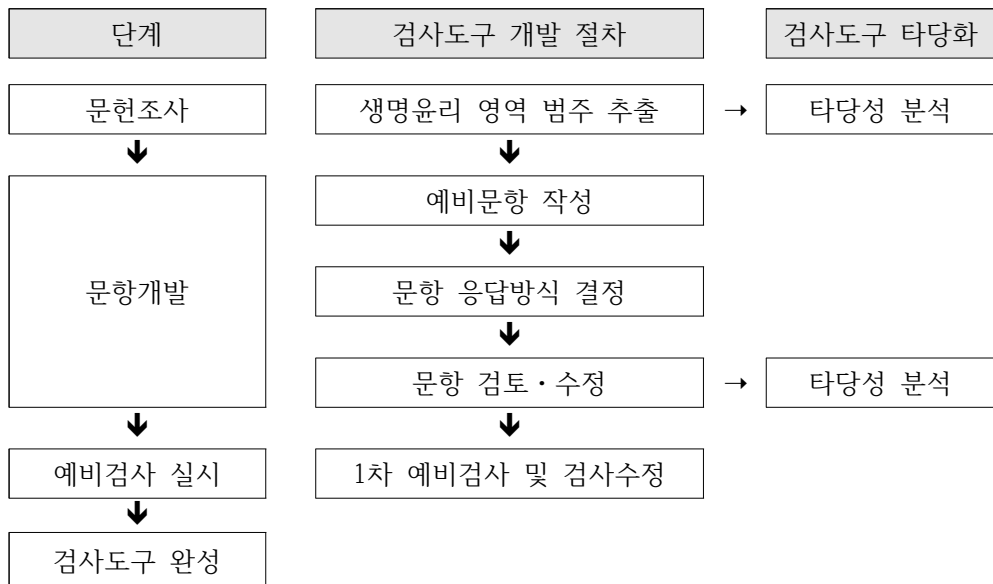 단계
검사도구 개발 절차
검사도구 타당화
문헌조사
생명윤리 영역 범주 추출
→
타당성 분석
예비문항 작성
문항개발
문항 응답방식 결정
문항 검토·수정
→
타당성 분석
예비검사 실시
1차 예비검사 및 검사수정
검사도구 완성